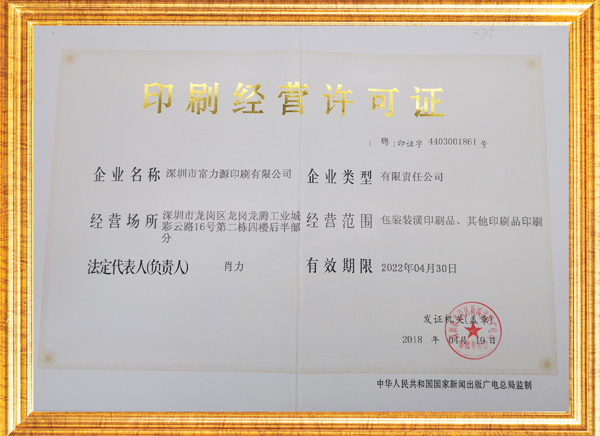 印刷经营许可证
(粤)印证字 4403001861 号
企业名称 深圳市富力源印刷有限公司
企业类型 有限责任公司
经营场所 深圳市龙岗区龙岗龙腾工业城
彩云路16号第二栋四楼后半部
分
经营范围 包装装潢印刷品、其他印刷品印刷
法定代表人(负责人) 肖力
有效期限 2022年04月30日
发证机关(盖章)
2018 年 04月 19日
中华人民共和国国家新闻出版广电总局监制